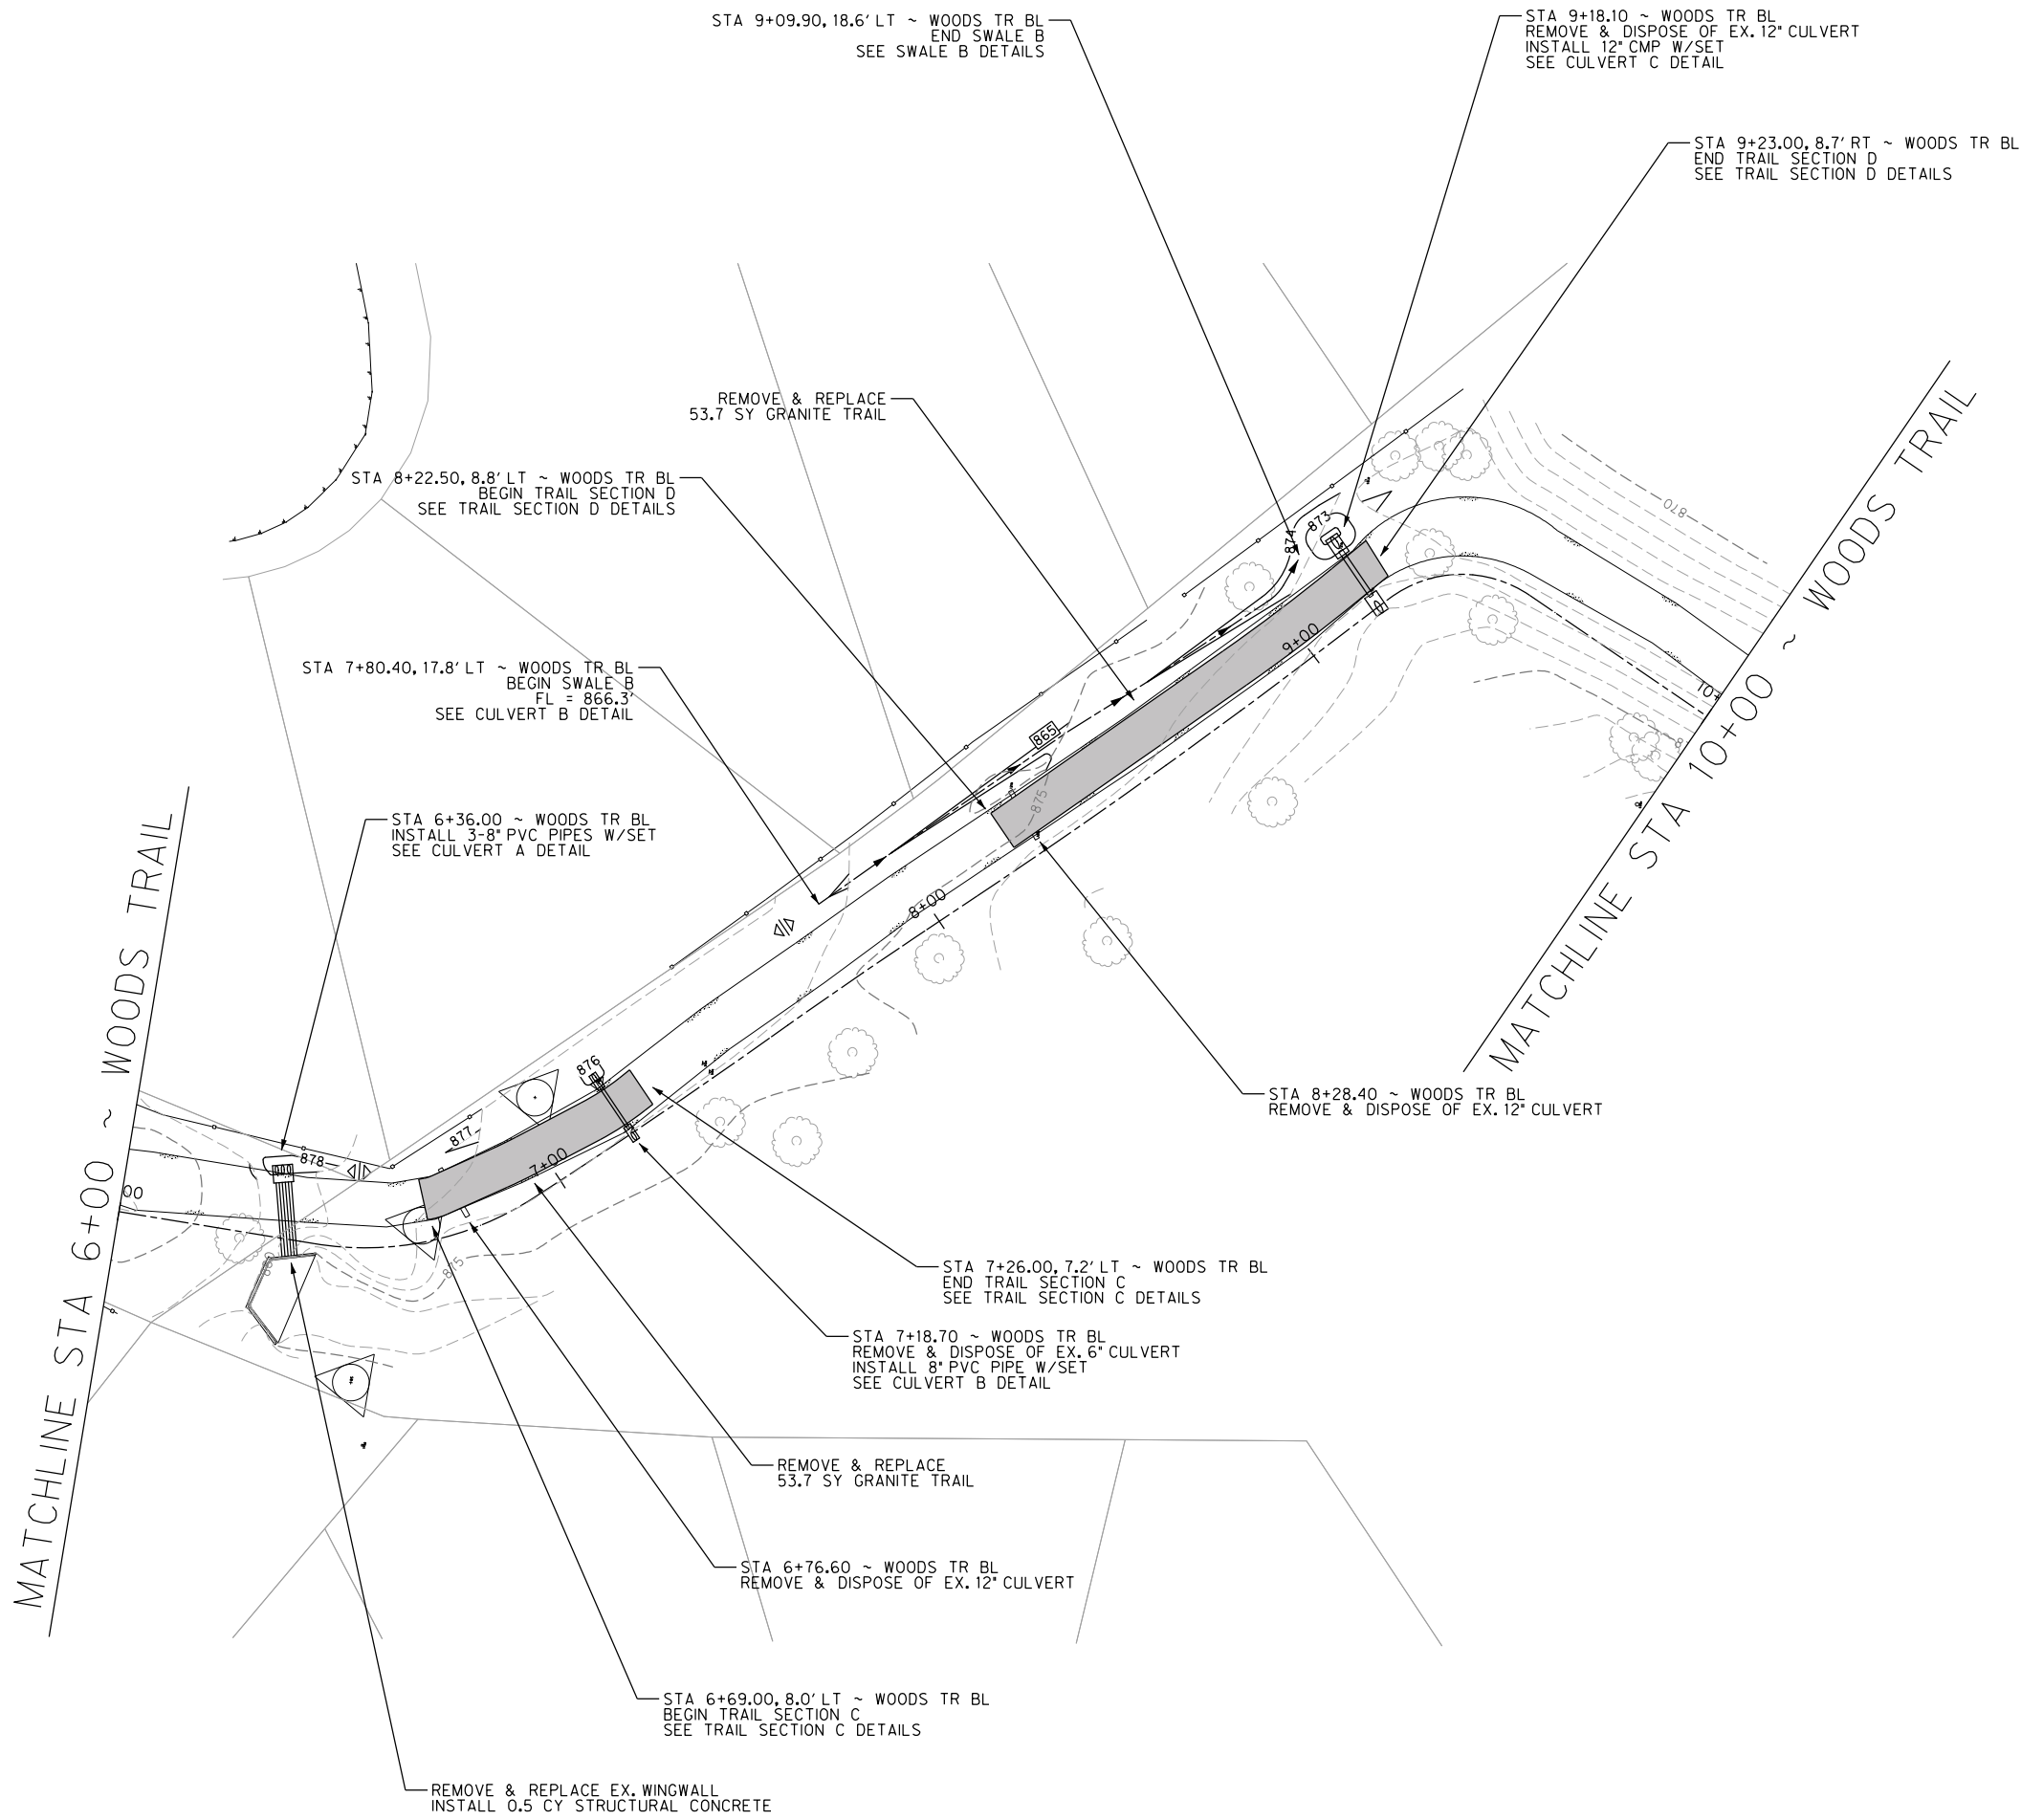 STA 9+09.90, 18.6' LT ~ WOODS TR BL
END SWALE B
SEE SWALE B DETAILS
STA 9+18.10 ~ WOODS TR BL
REMOVE & DISPOSE OF EX. 12" CULVERT
INSTALL 12" CMP W/SET
SEE CULVERT C DETAIL
STA 9+23.00, 8.7' RT ~ WOODS TR BL
END TRAIL SECTION D
SEE TRAIL SECTION D DETAILS
REMOVE & REPLACE
53.7 SY GRANITE TRAIL
STA 8+22.50, 8.8' LT ~ WOODS TR BL
BEGIN TRAIL SECTION D
SEE TRAIL SECTION D DETAILS
870
873
874
STA 7+80.40, 17.8' LT ~ WOODS TR BL
BEGIN SWALE B
FL = 866.3'
SEE CULVERT B DETAIL
9+00
865
875
STA 6+36.00 ~ WOODS TR BL
INSTALL 3-8" PVC PIPES W/SET
SEE CULVERT A DETAIL
8+00
MATCHLINE STA 10+00 ~ WOODS TRAIL
876
STA 8+28.40 ~ WOODS TR BL
REMOVE & DISPOSE OF EX. 12" CULVERT
877
878
7+00
00
875
MATCHLINE STA 6+00 ~ WOODS TRAIL
STA 7+26.00, 7.2' LT ~ WOODS TR BL
END TRAIL SECTION C
SEE TRAIL SECTION C DETAILS
STA 7+18.70 ~ WOODS TR BL
REMOVE & DISPOSE OF EX. 6" CULVERT
INSTALL 8" PVC PIPE W/SET
SEE CULVERT B DETAIL
REMOVE & REPLACE
53.7 SY GRANITE TRAIL
STA 6+76.60 ~ WOODS TR BL
REMOVE & DISPOSE OF EX. 12" CULVERT
STA 6+69.00, 8.0' LT ~ WOODS TR BL
BEGIN TRAIL SECTION C
SEE TRAIL SECTION C DETAILS
REMOVE & REPLACE EX. WINGWALL
INSTALL 0.5 CY STRUCTURAL CONCRETE